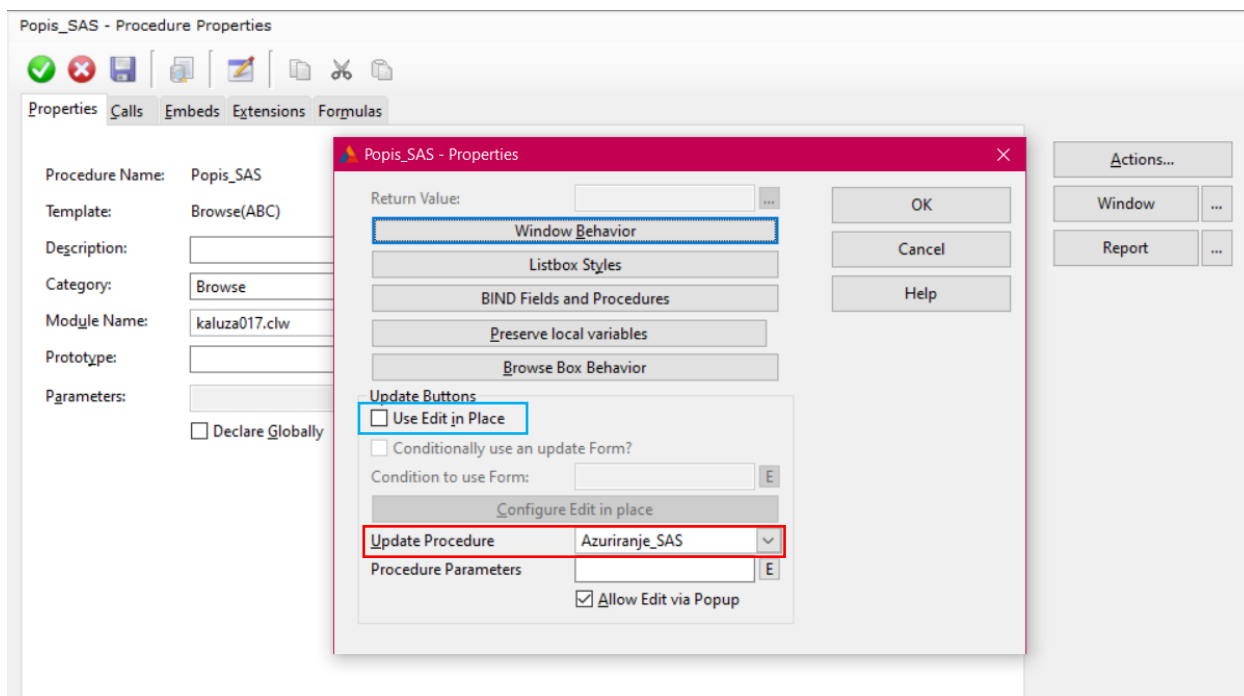 Popis_SAS - Procedure Properties
Properties Calls Embeds Extensions Formulas
Procedure Name: Popis_SAS
Template: Browse(ABC)
Description:
Category: Browse
Module Name: kaluza017.clw
Prototype:
Parameters:
Declare Globally
Popis_SAS - Properties
Return Value: ...
Window Behavior
Listbox Styles
BIND Fields and Procedures
Preserve local variables
Browse Box Behavior
Update Buttons
Use Edit in Place
Conditionally use an update Form?
Condition to use Form: E
Configure Edit in place
Update Procedure Azuriranje_SAS
Procedure Parameters E
Allow Edit via Popup
OK
Cancel
Help
Actions...
Window ...
Report ...